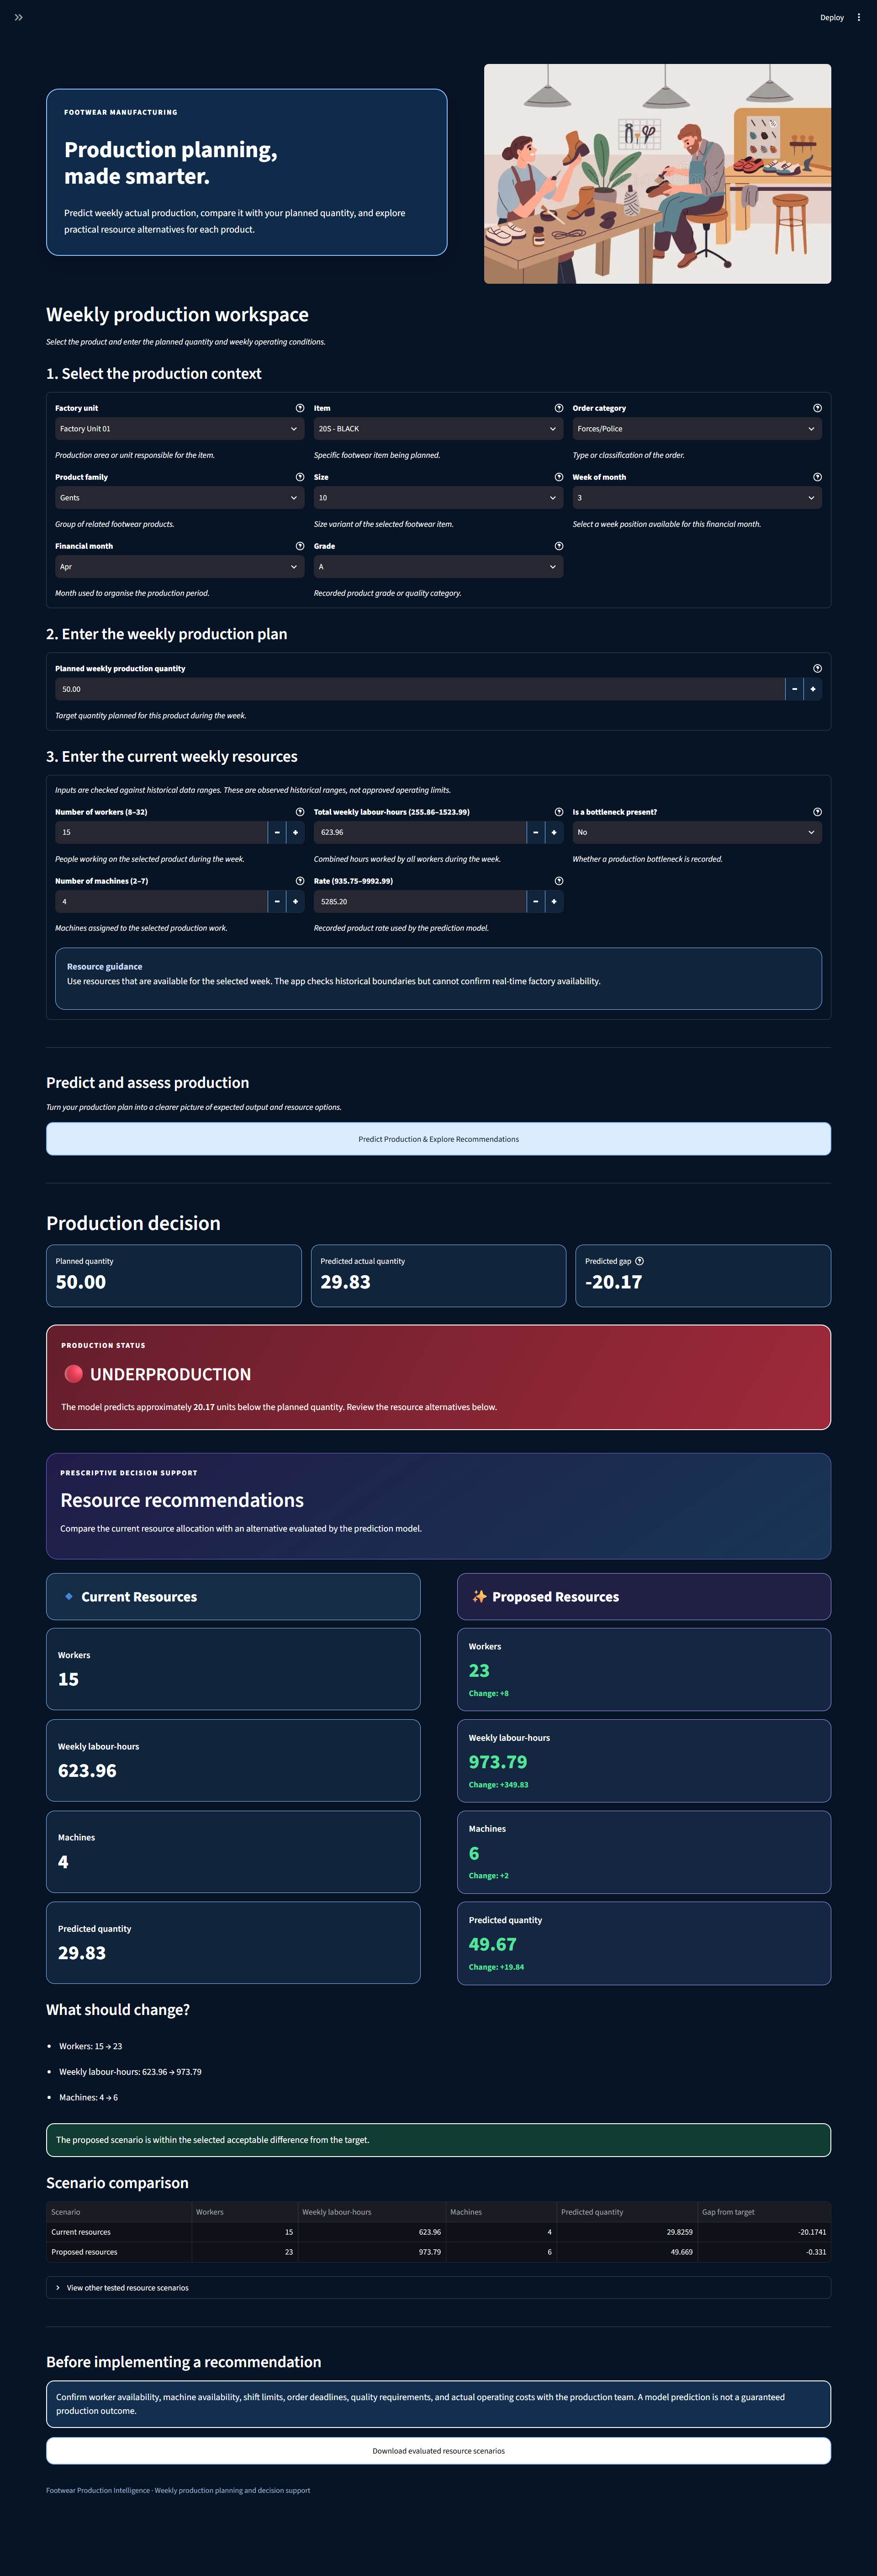 Deploy
FOOTWEAR MANUFACTURING
Production planning,
made smarter.
Predict weekly actual production, compare it with your planned quantity, and explore
practical resource alternatives for each product.
Weekly production workspace
Select the product and enter the planned quantity and weekly operating conditions.
1. Select the production context
Factory unit
Item
Order category
Factory Unit 01
20S - BLACK
Forces/Police
Production area or unit responsible for the item.
Specific footwear item being planned.
Type or classification of the order.
Product family
Size
Week of month
Gents
10
3
Group of related footwear products.
Size variant of the selected footwear item.
Select a week position available for this financial month.
Financial month
Grade
Apr
A
Month used to organise the production period.
Recorded product grade or quality category.
2. Enter the weekly production plan
Planned weekly production quantity
50.00
Target quantity planned for this product during the week.
3. Enter the current weekly resources
Inputs are checked against historical data ranges. These are observed historical ranges, not approved operating limits.
Number of workers (8–32)
Total weekly labour-hours (255.86–1523.99)
Is a bottleneck present?
15
623.96
No
People working on the selected product during the week.
Combined hours worked by all workers during the week.
Whether a production bottleneck is recorded.
Number of machines (2–7)
Rate (935.75–9992.99)
4
5285.20
Machines assigned to the selected production work.
Recorded product rate used by the prediction model.
Resource guidance
Use resources that are available for the selected week. The app checks historical boundaries but cannot confirm real-time factory availability.
Predict and assess production
Turn your production plan into a clearer picture of expected output and resource options.
Predict Production & Explore Recommendations
Production decision
Planned quantity
50.00
Predicted actual quantity
29.83
Predicted gap
-20.17
PRODUCTION STATUS
UNDERPRODUCTION
The model predicts approximately 20.17 units below the planned quantity. Review the resource alternatives below.
PRESCRIPTIVE DECISION SUPPORT
Resource recommendations
Compare the current resource allocation with an alternative evaluated by the prediction model.
Current Resources
Workers
15
Weekly labour-hours
623.96
Machines
4
Predicted quantity
29.83
Proposed Resources
Workers
23
Change: +8
Weekly labour-hours
973.79
Change: +349.83
Machines
6
Change: +2
Predicted quantity
49.67
Change: +19.84
What should change?
• Workers: 15 → 23
• Weekly labour-hours: 623.96 → 973.79
• Machines: 4 → 6
The proposed scenario is within the selected acceptable difference from the target.
Scenario comparison
Scenario Workers Weekly labour-hours Machines Predicted quantity Gap from target
Current resources 15 623.96 4 29.8259 -20.1741
Proposed resources 23 973.79 6 49.669 -0.331
View other tested resource scenarios
Before implementing a recommendation
Confirm worker availability, machine availability, shift limits, order deadlines, quality requirements, and actual operating costs with the production team. A model prediction is not a guaranteed
production outcome.
Download evaluated resource scenarios
Footwear Production Intelligence · Weekly production planning and decision support